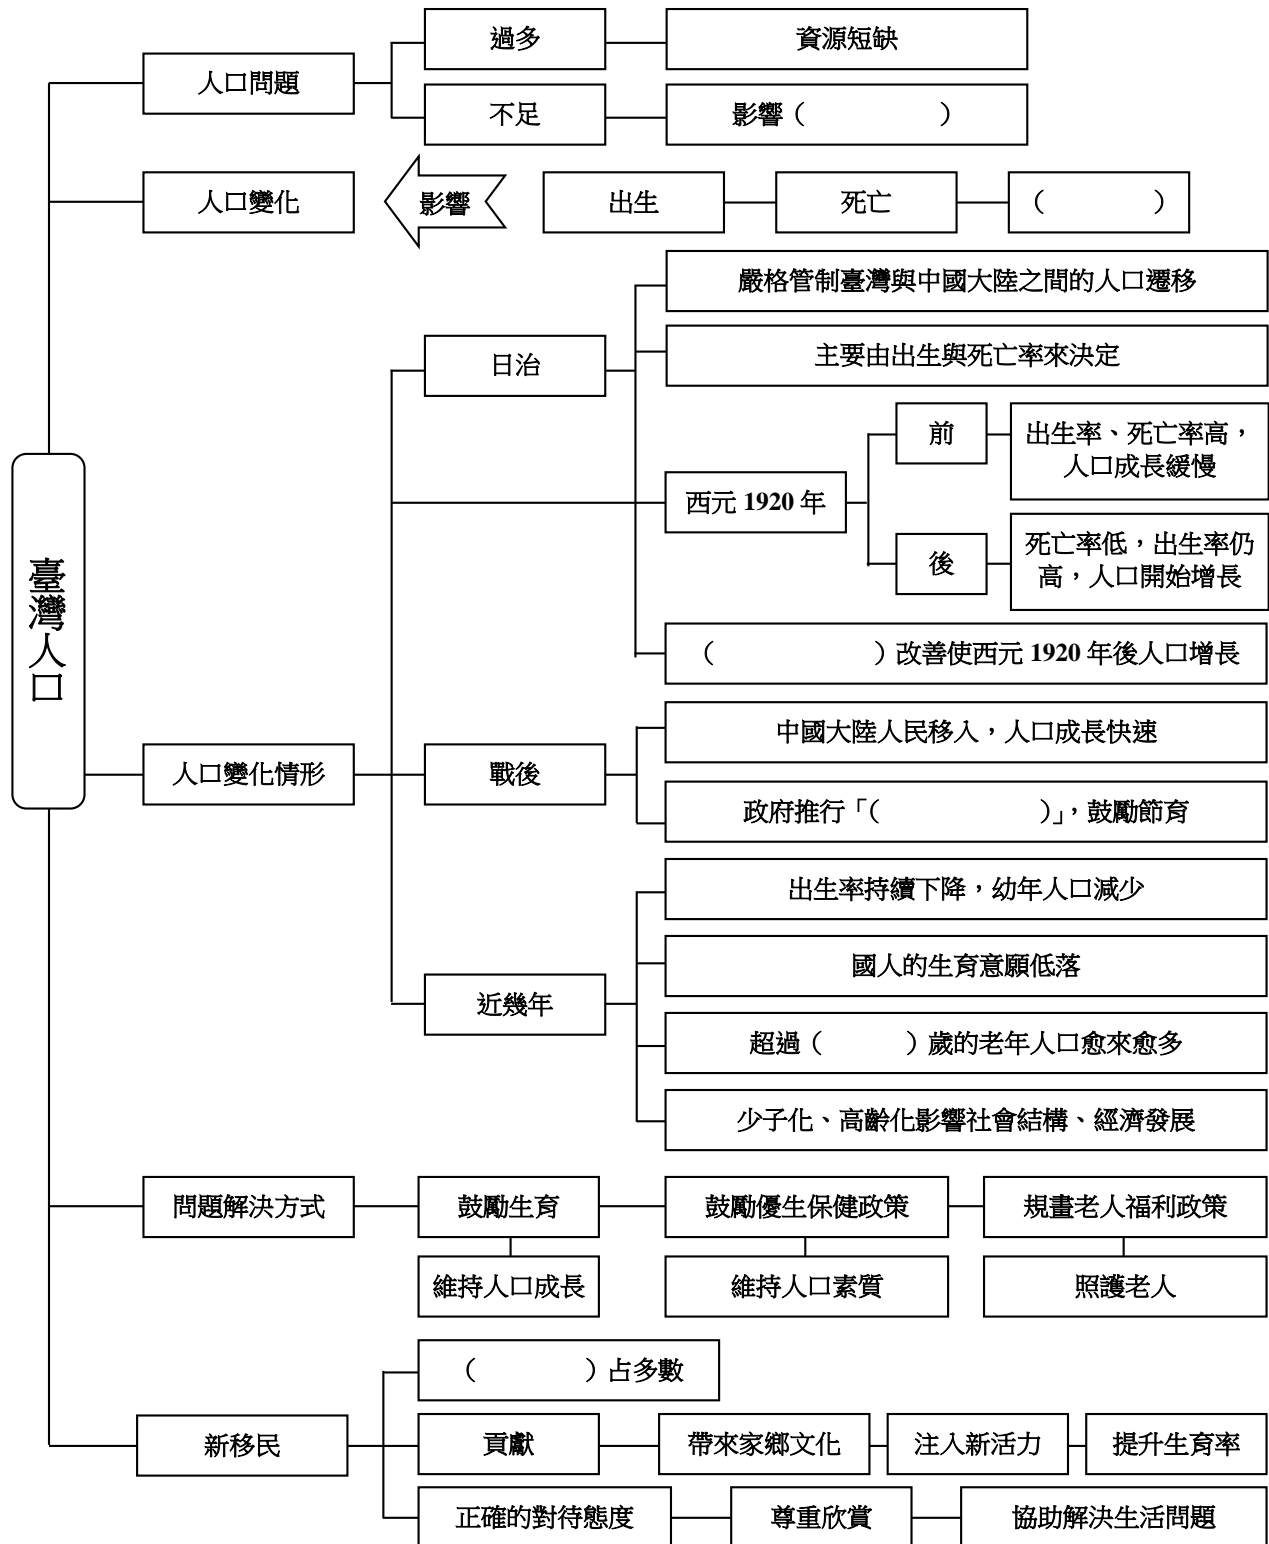 臺灣人口
人口問題
過多
資源短缺
不足
影響（　　　　　）
人口變化
影響
出生
死亡
（　　　　）
人口變化情形
日治
嚴格管制臺灣與中國大陸之間的人口遷移
主要由出生與死亡率來決定
西元 1920 年
前
出生率、死亡率高，
人口成長緩慢
後
死亡率低，出生率仍
高，人口開始增長
（　　　　　　）改善使西元 1920 年後人口增長
戰後
中國大陸人民移入，人口成長快速
政府推行「（　　　　　　）」，鼓勵節育
近幾年
出生率持續下降，幼年人口減少
國人的生育意願低落
超過（　　　）歲的老年人口愈來愈多
少子化、高齡化影響社會結構、經濟發展
問題解決方式
鼓勵生育
鼓勵優生保健政策
規畫老人福利政策
維持人口成長
維持人口素質
照護老人
新移民
（　　　　）占多數
貢獻
帶來家鄉文化
注入新活力
提升生育率
正確的對待態度
尊重欣賞
協助解決生活問題